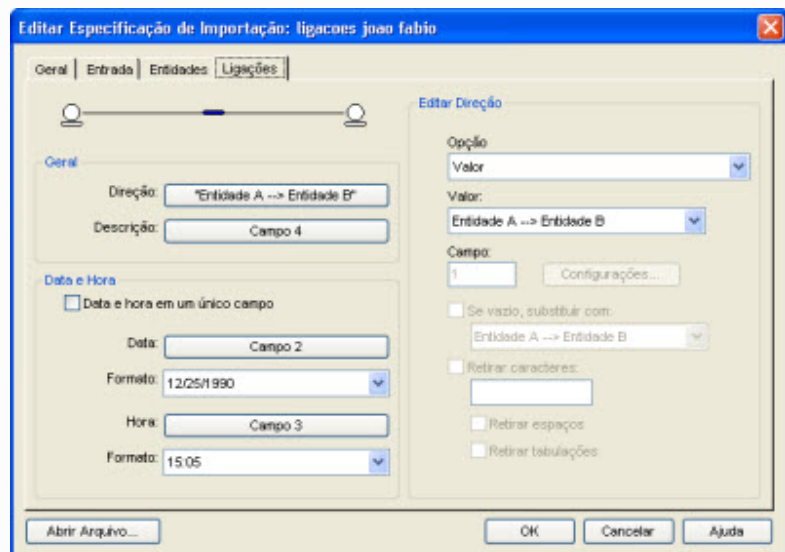 Editar Especificação de Importação: ligacoes joao fabio
Geral Entrada Entidades Ligações
Geral
Direção: "Entidade A --> Entidade B"
Descrição: Campo 4
Data e Hora
Data e hora em um único campo
Data: Campo 2
Formato: 12/25/1990
Hora: Campo 3
Formato: 15:05
Editar Direção
Opção
Valor
Valor:
Entidade A --> Entidade B
Campo:
1 Configurações...
Se vazio, substituir com:
Entidade A --> Entidade B
Retirar caracteres:
Retirar espaços
Retirar tabulações
Abrir Arquivo... OK Cancelar Ajuda